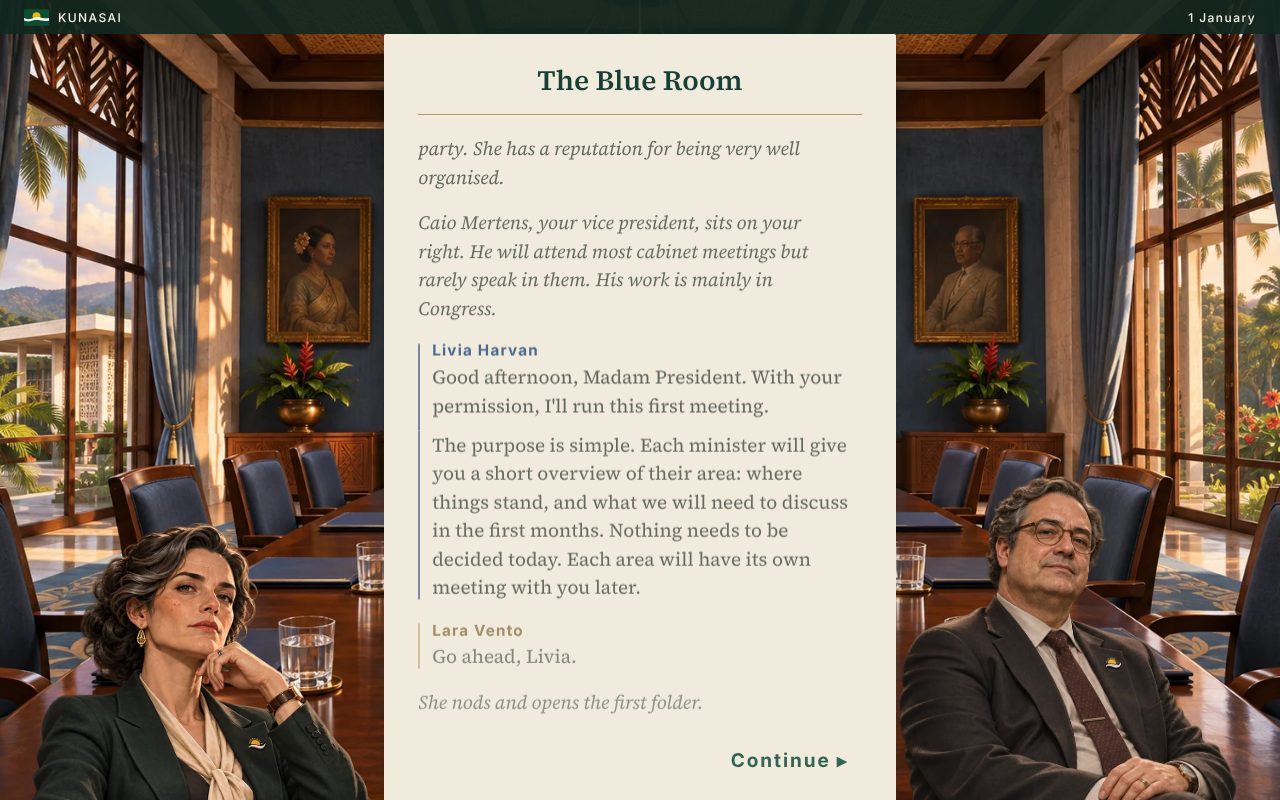 KUNASAI
1 January
The Blue Room
party. She has a reputation for being very well
organised.
Caio Mertens, your vice president, sits on your
right. He will attend most cabinet meetings but
rarely speak in them. His work is mainly in
Congress.
Livia Harvan
Good afternoon, Madam President. With your
permission, I'll run this first meeting.
The purpose is simple. Each minister will give
you a short overview of their area: where
things stand, and what we will need to discuss
in the first months. Nothing needs to be
decided today. Each area will have its own
meeting with you later.
Lara Vento
Go ahead, Livia.
She nods and opens the first folder.
Continue ▸